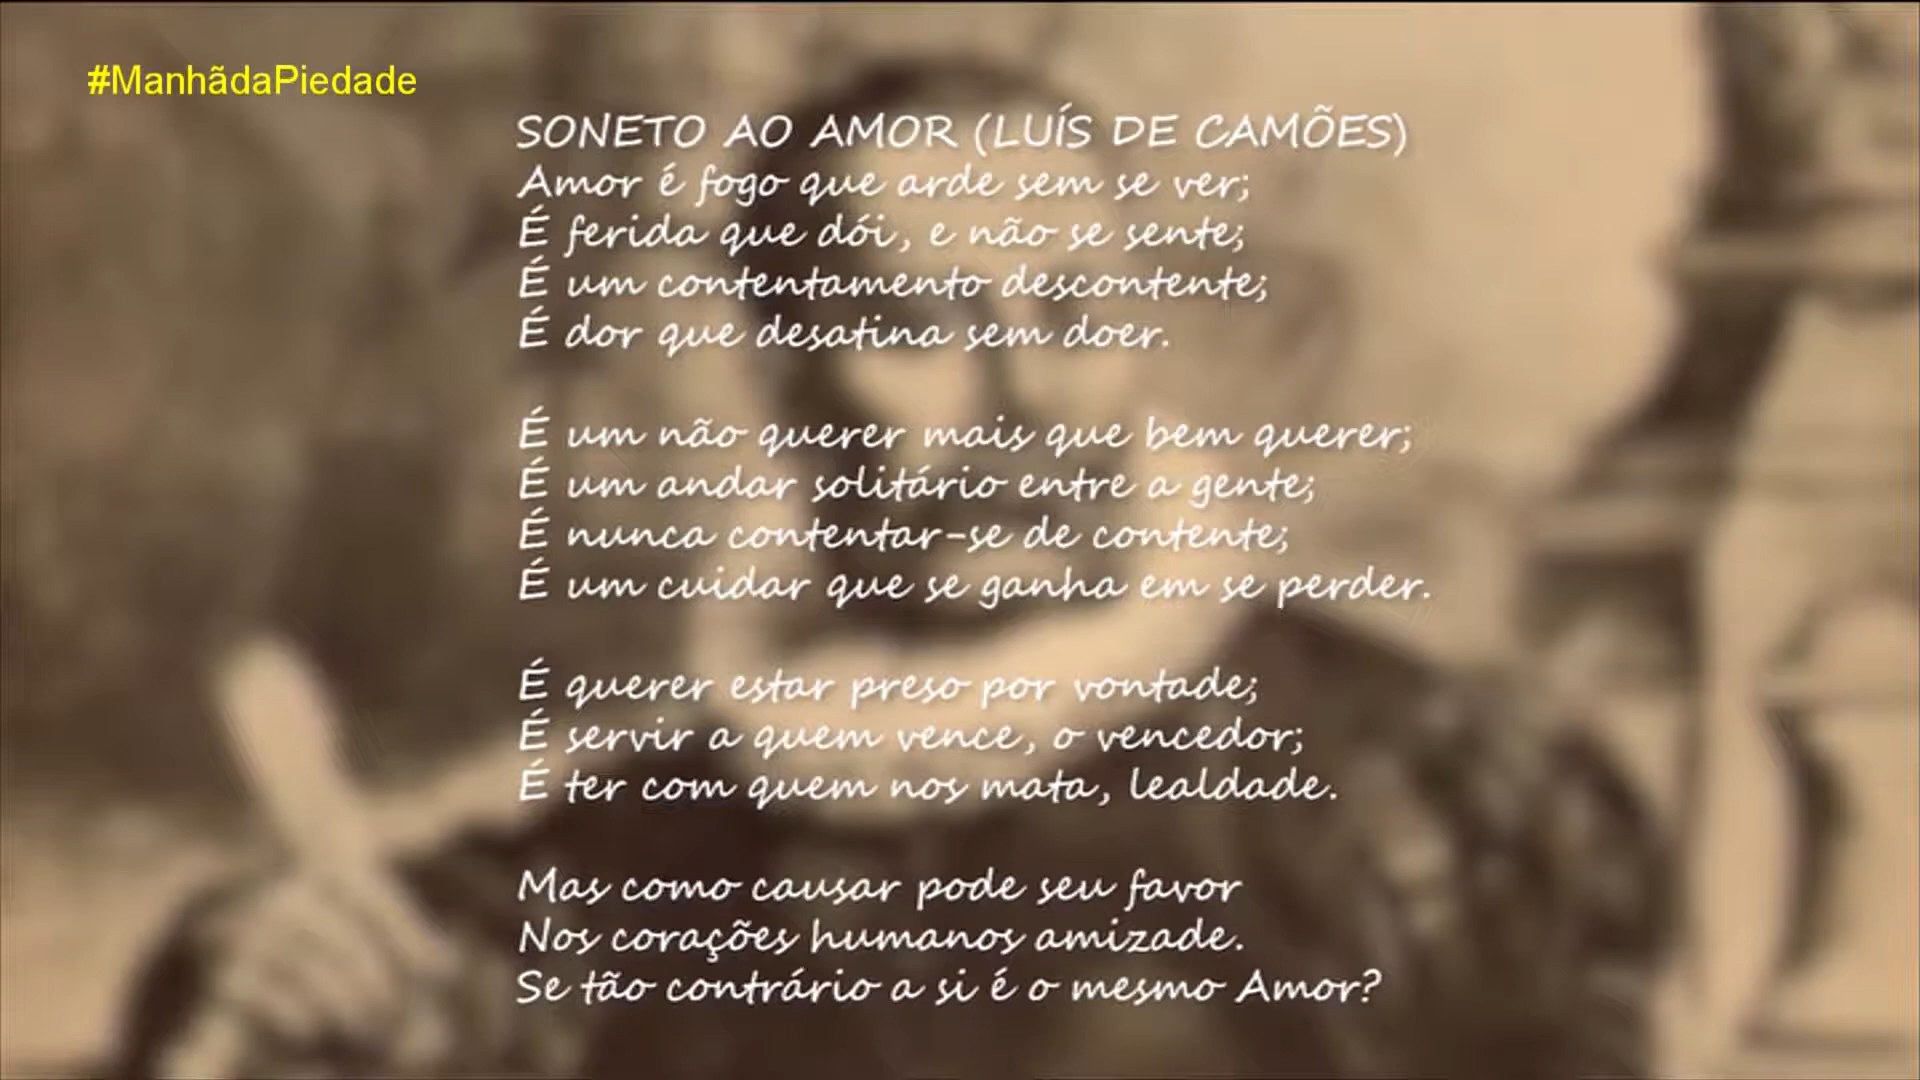 #ManhãdaPiedade
SONETO AO AMOR (LUÍS DE CAMÕES)
Amor é fogo que arde sem se ver;
É ferida que dói, e não se sente;
É um contentamento descontente;
É dor que desatina sem doer.
É um não querer mais que bem querer;
É um andar solitário entre a gente;
É nunca contentar-se de contente;
É um cuidar que se ganha em se perder.
É querer estar preso por vontade;
É servir a quem vence, o vencedor;
É ter com quem nos mata, lealdade.
Mas como causar pode seu favor
Nos corações humanos amizade.
Se tão contrário a si é o mesmo Amor?